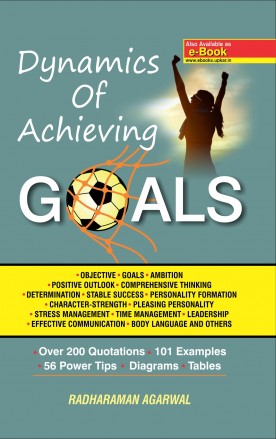 Also Available as
e-Book
www.ebooks.upkar.in
Dynamics
Of
Achieving
GOALS
• OBJECTIVE • GOALS • AMBITION
• POSITIVE OUTLOOK • COMPREHENSIVE THINKING
• DETERMINATION • STABLE SUCCESS • PERSONALITY FORMATION
• CHARACTER-STRENGTH • PLEASING PERSONALITY
• STRESS MANAGEMENT • TIME MANAGEMENT • LEADERSHIP
• EFFECTIVE COMMUNICATION • BODY LANGUAGE AND OTHERS
• Over 200 Quotations • 101 Examples
• 56 Power Tips • Diagrams • Tables
RADHARAMAN AGARWAL